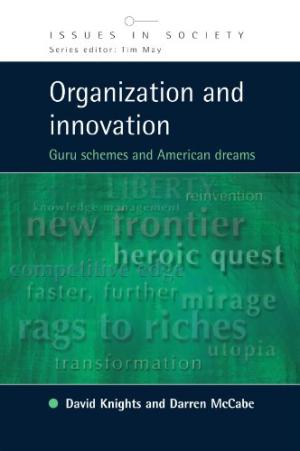 ISSUES IN SOCIETY
Series editor: Tim May
Organization and
innovation
Guru schemes and American dreams
LIBERTY
reinvention
knowledge management
new frontier
heroic quest
competitive edge
faster, further
mirage
rags to riches
utopia
transformation
David Knights and Darren McCabe